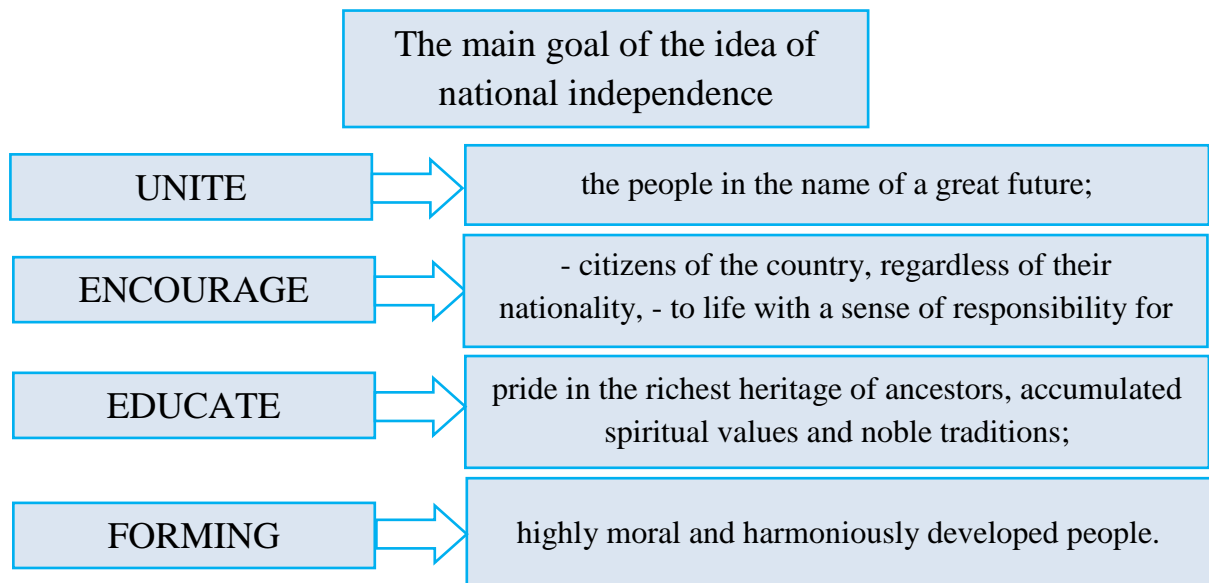 The main goal of the idea of
national independence
UNITE
the people in the name of a great future;
ENCOURAGE
- citizens of the country, regardless of their
nationality, - to life with a sense of responsibility for
EDUCATE
pride in the richest heritage of ancestors, accumulated
spiritual values and noble traditions;
FORMING
highly moral and harmoniously developed people.